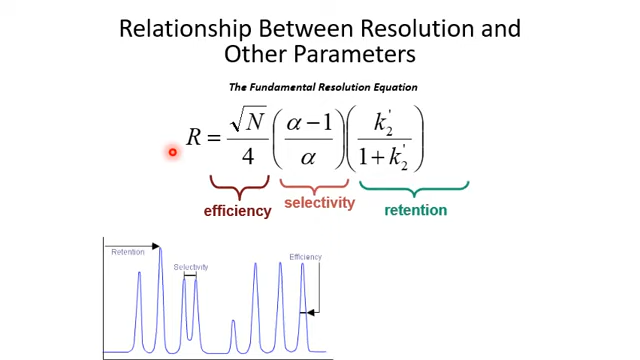 Relationship Between Resolution and
Other Parameters
The Fundamental Resolution Equation
R = √N / 4 ( α − 1 / α ) ( k'₂ / 1 + k'₂ )
efficiency
selectivity
retention
Retention
Selectivity
Efficiency